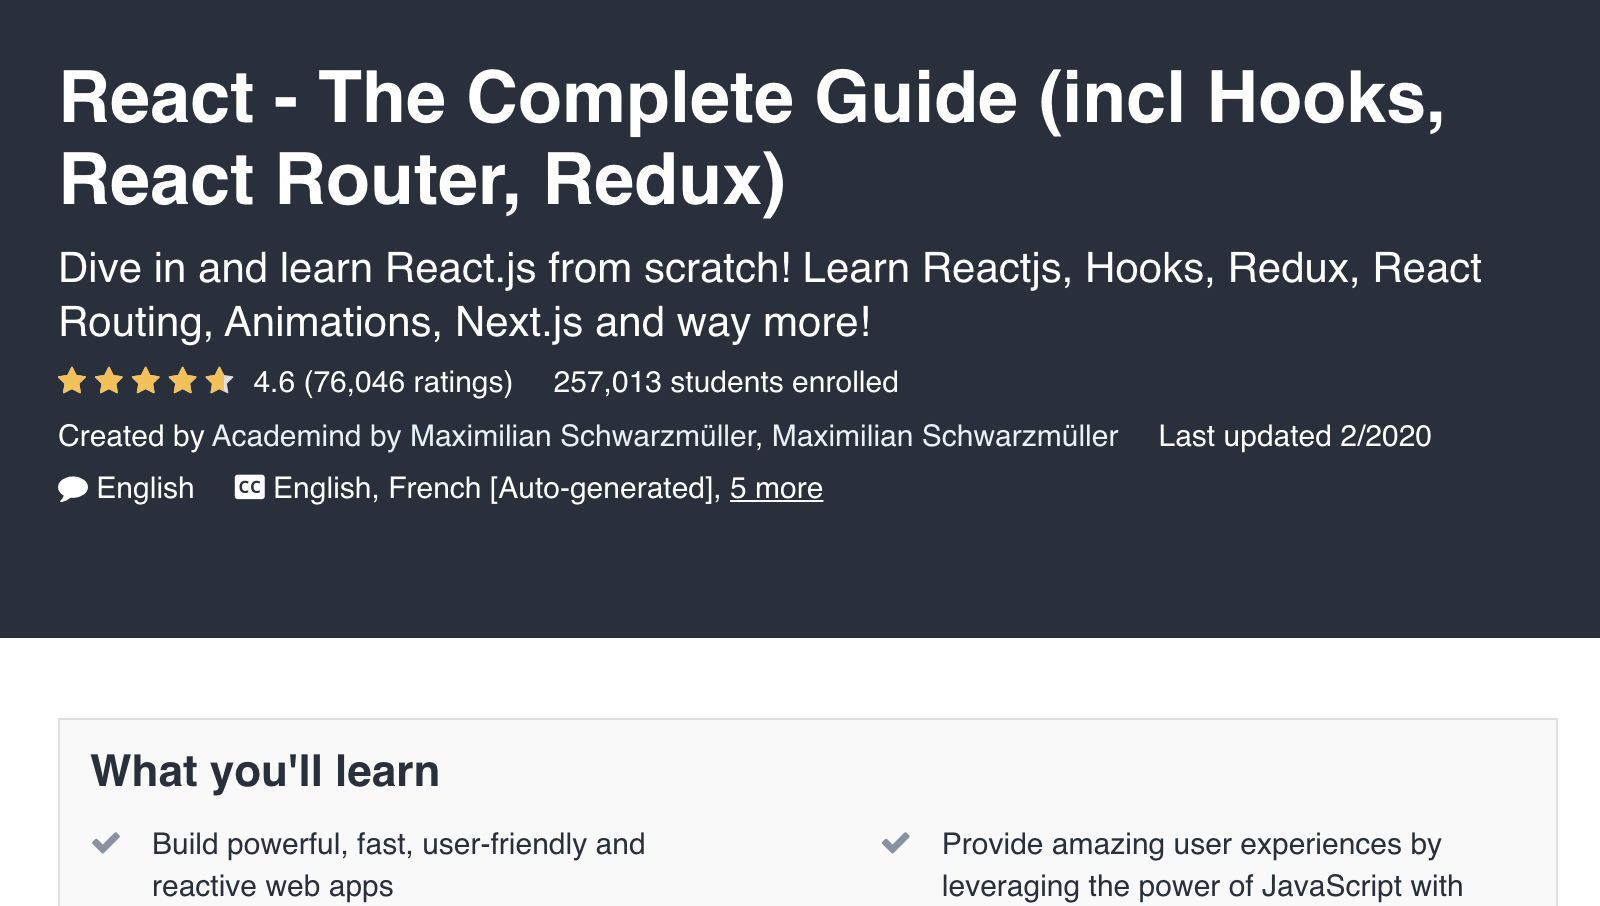 React - The Complete Guide (incl Hooks,
React Router, Redux)
Dive in and learn React.js from scratch! Learn Reactjs, Hooks, Redux, React
Routing, Animations, Next.js and way more!
4.6 (76,046 ratings) 257,013 students enrolled
Created by Academind by Maximilian Schwarzmüller, Maximilian Schwarzmüller Last updated 2/2020
English CC English, French [Auto-generated], 5 more
What you'll learn
Build powerful, fast, user-friendly and
reactive web apps
Provide amazing user experiences by
leveraging the power of JavaScript with